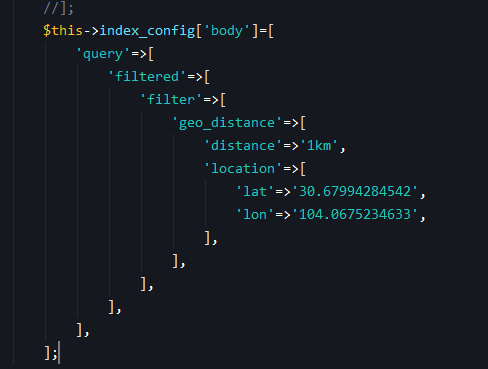 //];
$this->index_config['body']=[
'query'=>[
'filtered'=>[
'filter'=>[
'geo_distance'=>[
'distance'=>'1km',
'location'=>[
'lat'=>'30.67994284542',
'lon'=>'104.0675234633',
],
],
],
],
],
];